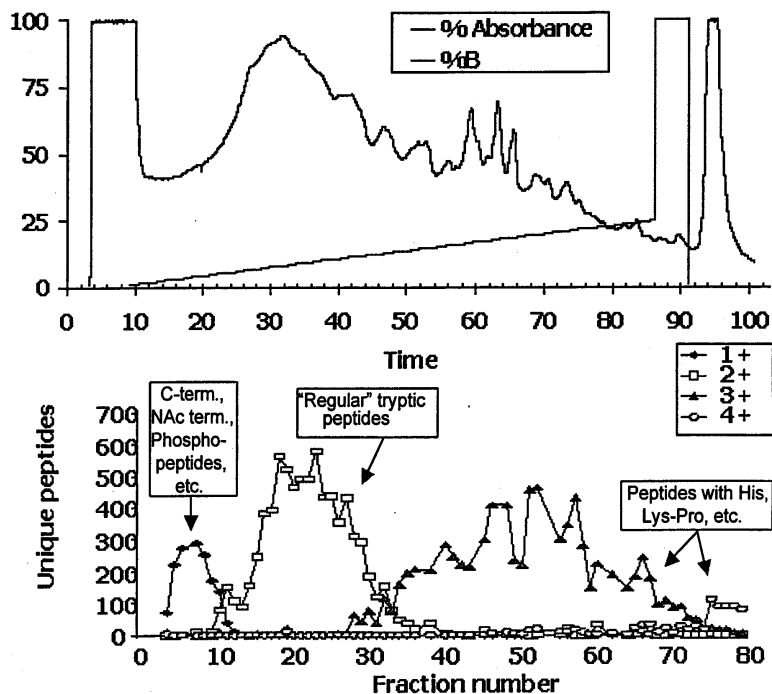 100
75
50
25
0
% Absorbance
%B
0 10 20 30 40 50 60 70 80 90 100
Time
1+
2+
3+
4+
C-term.,
NAc term.,
Phospho-
peptides,
etc.
"Regular" tryptic
peptides
Peptides with His,
Lys-Pro, etc.
Unique peptides
700
600
500
400
300
200
100
0
0 10 20 30 40 50 60 70 80
Fraction number